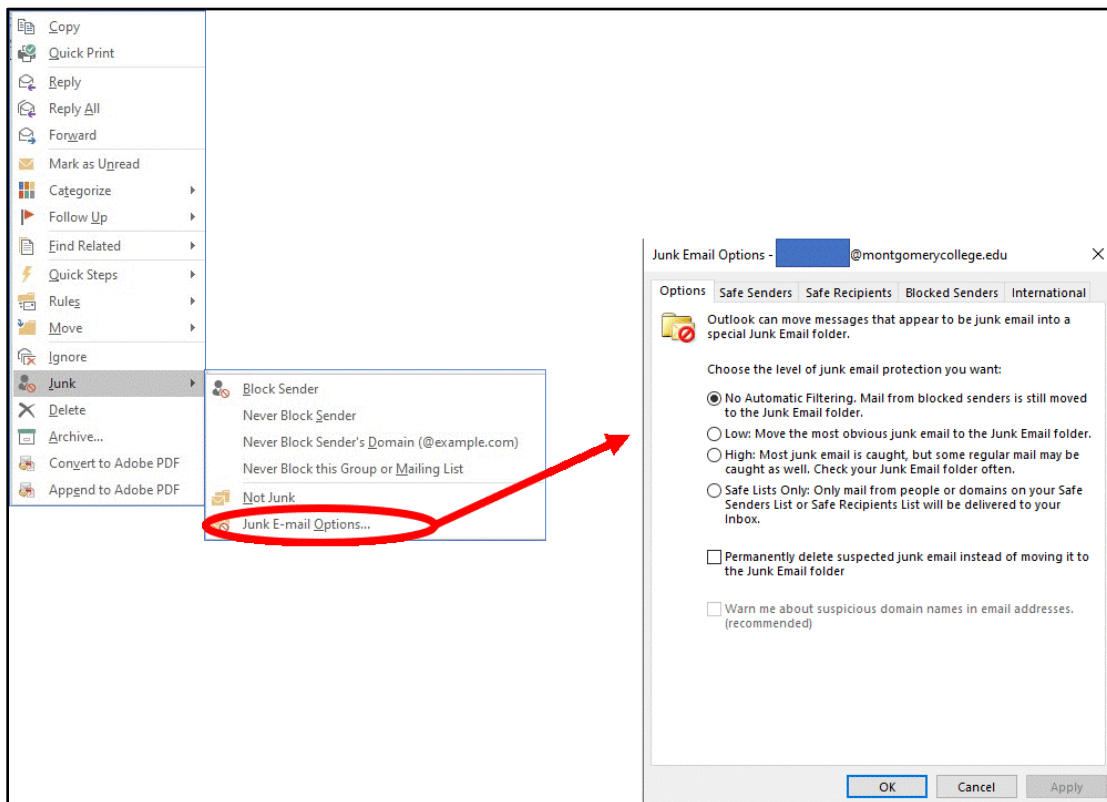 Copy
Quick Print
Reply
Reply All
Forward
Mark as Unread
Categorize
Follow Up
Find Related
Quick Steps
Rules
Move
Ignore
Junk
Delete
Archive...
Convert to Adobe PDF
Append to Adobe PDF
Block Sender
Never Block Sender
Never Block Sender's Domain (@example.com)
Never Block this Group or Mailing List
Not Junk
Junk E-mail Options...
Junk Email Options - @montgomerycollege.edu
Options Safe Senders Safe Recipients Blocked Senders International
Outlook can move messages that appear to be junk email into a
special Junk Email folder.
Choose the level of junk email protection you want:
No Automatic Filtering. Mail from blocked senders is still moved
to the Junk Email folder.
Low: Move the most obvious junk email to the Junk Email folder.
High: Most junk email is caught, but some regular mail may be
caught as well. Check your Junk Email folder often.
Safe Lists Only: Only mail from people or domains on your Safe
Senders List or Safe Recipients List will be delivered to your
Inbox.
Permanently delete suspected junk email instead of moving it to
the Junk Email folder
Warn me about suspicious domain names in email addresses.
(recommended)
OK Cancel Apply